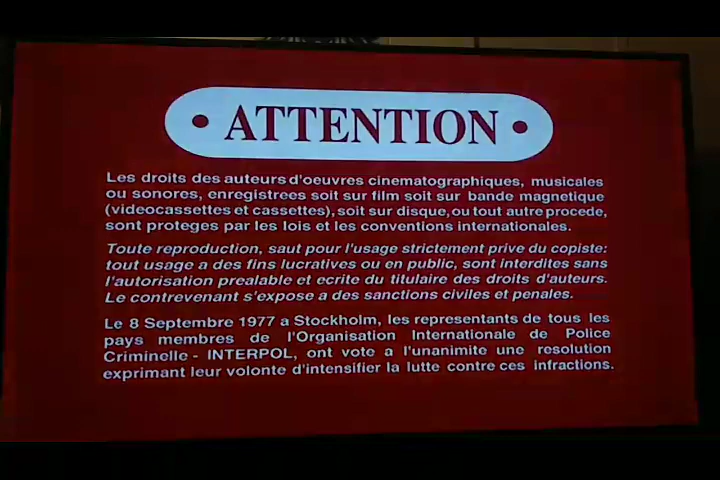 • ATTENTION •
Les droits des auteurs d'oeuvres cinematographiques, musicales
ou sonores, enregistrees soit sur film soit sur bande magnetique
(videocassettes et cassettes), soit sur disque, ou tout autre procede,
sont proteges par les lois et les conventions internationales.
Toute reproduction, saut pour l'usage strictement prive du copiste:
tout usage a des fins lucratives ou en public, sont interdites sans
l'autorisation prealable et ecrite du titulaire des droits d'auteurs.
Le contrevenant s'expose a des sanctions civiles et penales.
Le 8 Septembre 1977 a Stockholm, les representants de tous les
pays membres de l'Organisation Internationale de Police
Criminelle - INTERPOL, ont vote a l'unanimite une resolution
exprimant leur volonte d'intensifier la lutte contre ces infractions.